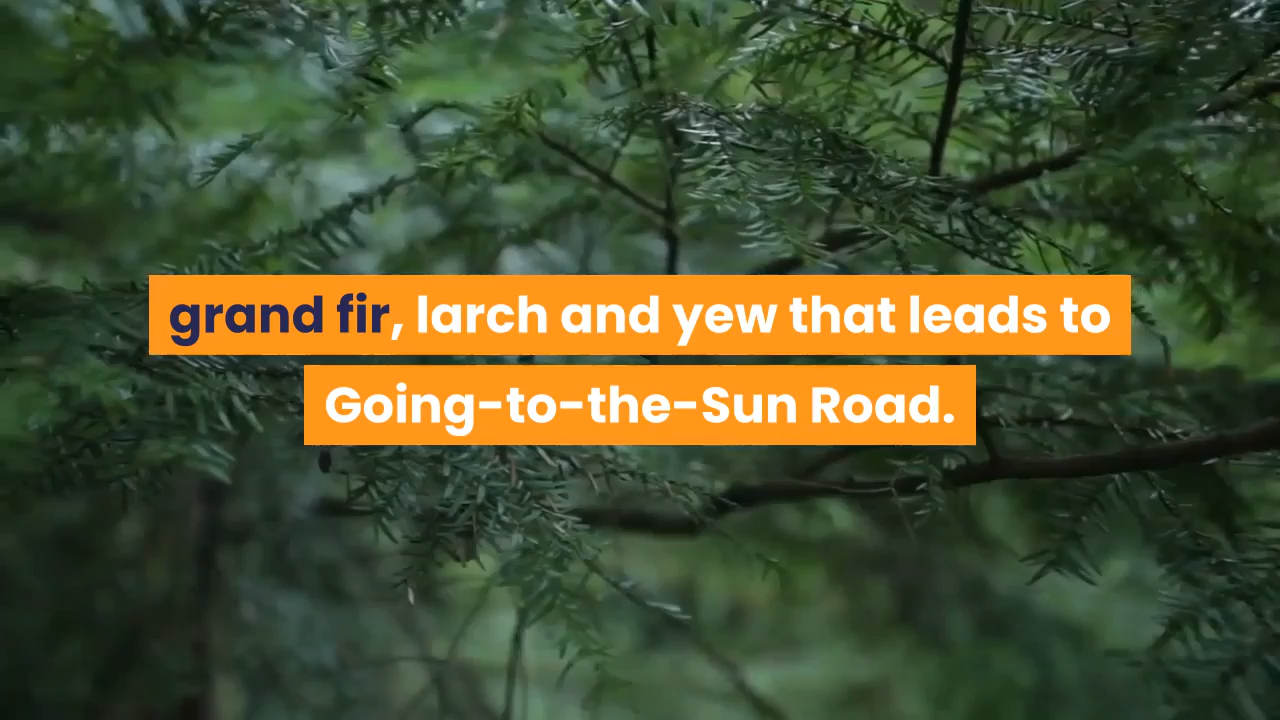 grand fir, larch and yew that leads to
Going-to-the-Sun Road.